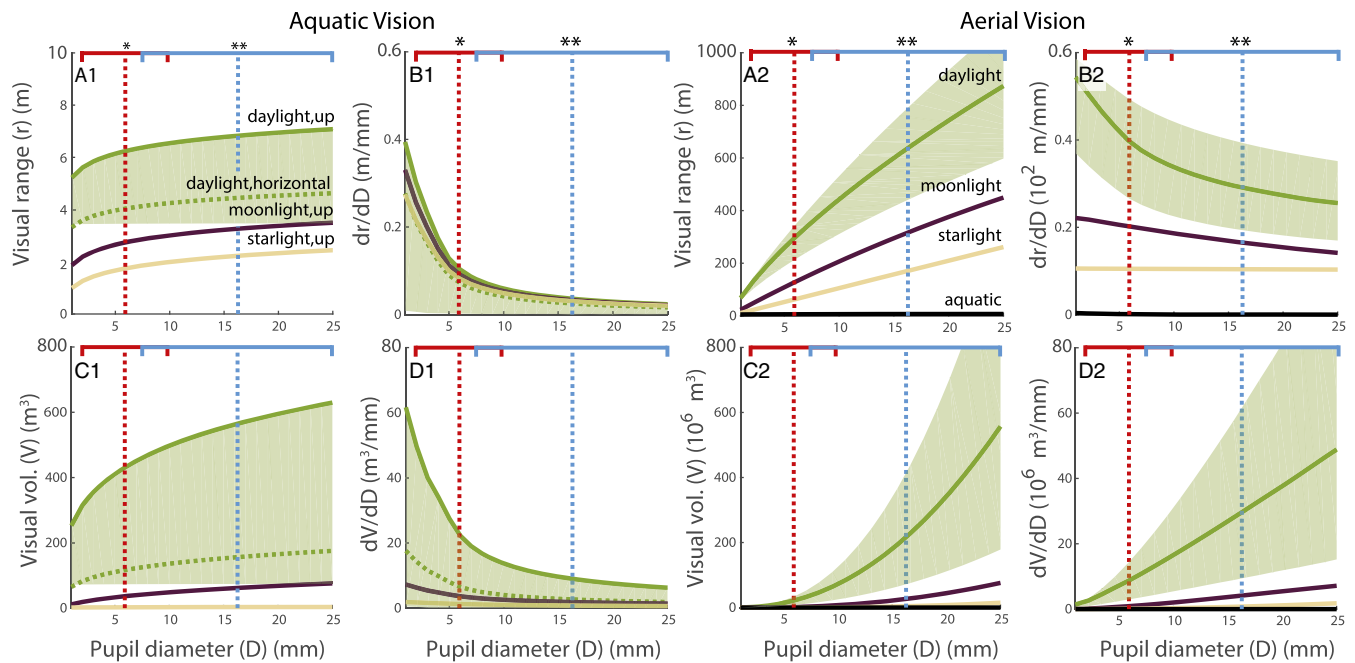 Aquatic Vision
Aerial Vision
* **
* **
* **
* **
A1
Visual range (r) (m)
10
8
6
4
2
0
daylight,up
daylight,horizontal
moonlight,up
starlight,up
5 10 15 20 25
B1
dr/dD (m/mm)
0.6
0.4
0.2
0
5 10 15 20 25
A2
Visual range (r) (m)
1000
800
600
400
200
0
daylight
moonlight
starlight
aquatic
5 10 15 20 25
B2
dr/dD (10² m/mm)
0.6
0.4
0.2
0
5 10 15 20 25
C1
Visual vol. (V) (m³)
800
600
400
200
0
5 10 15 20 25
Pupil diameter (D) (mm)
D1
dV/dD (m³/mm)
80
60
40
20
0
5 10 15 20 25
Pupil diameter (D) (mm)
C2
Visual vol. (V) (10⁶ m³)
800
600
400
200
0
5 10 15 20 25
Pupil diameter (D) (mm)
D2
dV/dD (10⁶ m³/mm)
80
60
40
20
0
5 10 15 20 25
Pupil diameter (D) (mm)